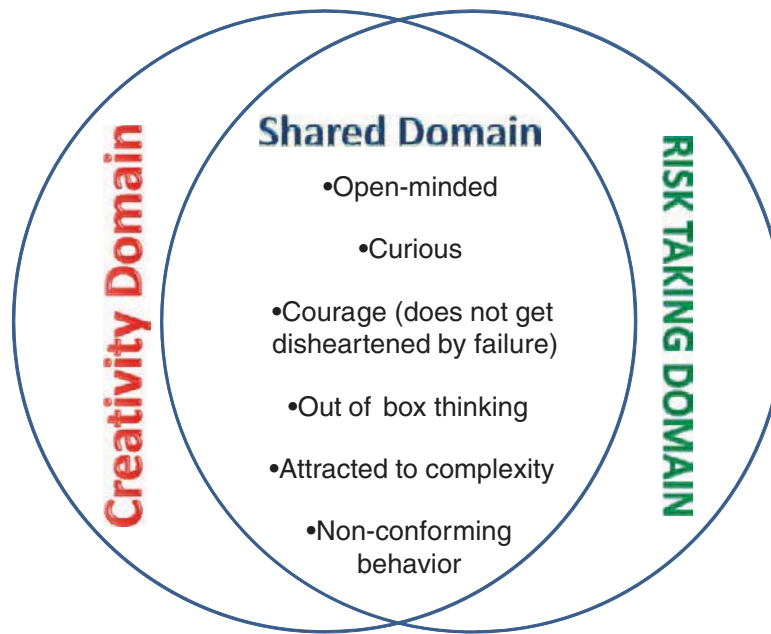 Creativity Domain
Shared Domain
•Open-minded
•Curious
•Courage (does not get
disheartened by failure)
•Out of box thinking
•Attracted to complexity
•Non-conforming
behavior
RISK TAKING DOMAIN